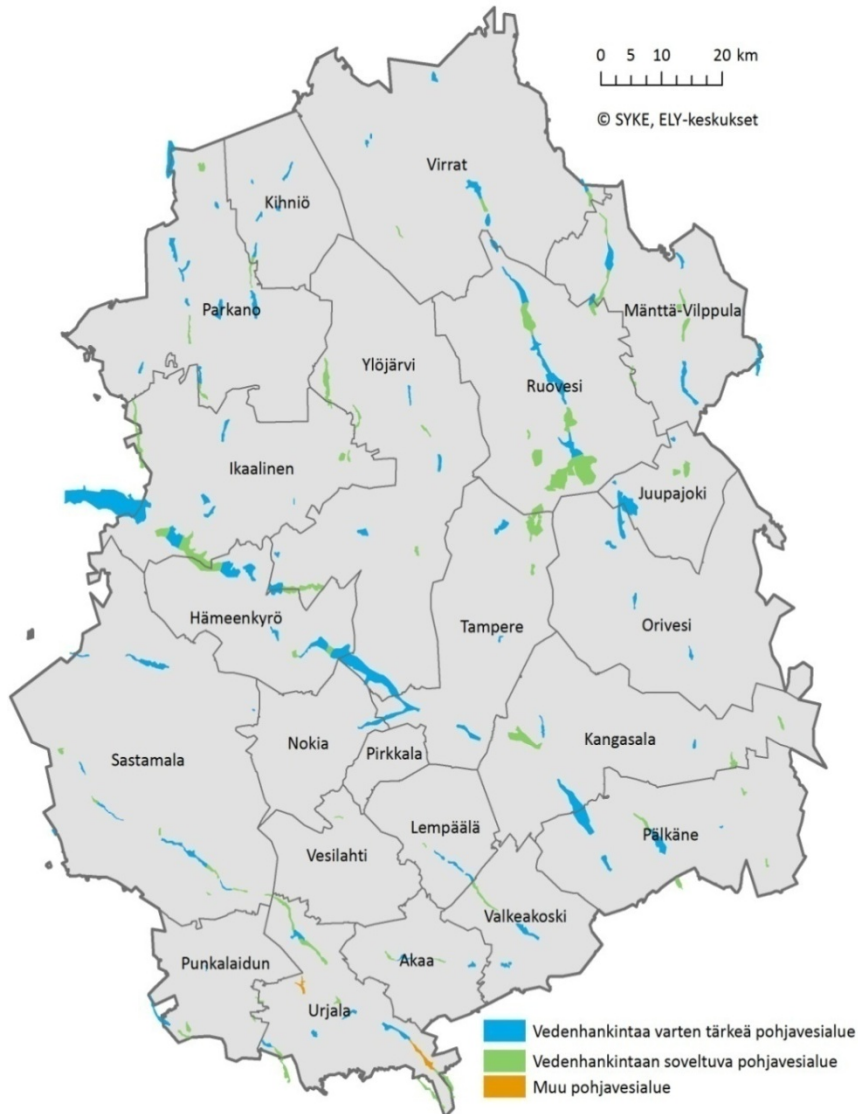 0 5 10 20 km
© SYKE, ELY-keskukset
Virrat
Kihniö
Parkano
Mänttä-Vilppula
Ylöjärvi
Ruovesi
Ikaalinen
Juupajoki
Hämeenkyrö
Tampere
Orivesi
Kangasala
Nokia
Pirkkala
Sastamala
Lempäälä
Pälkäne
Vesilahti
Valkeakoski
Punkalaidun
Akaa
Urjala
Vedenhankintaa varten tärkeä pohjavesialue
Vedenhankintaan soveltuva pohjavesialue
Muu pohjavesialue